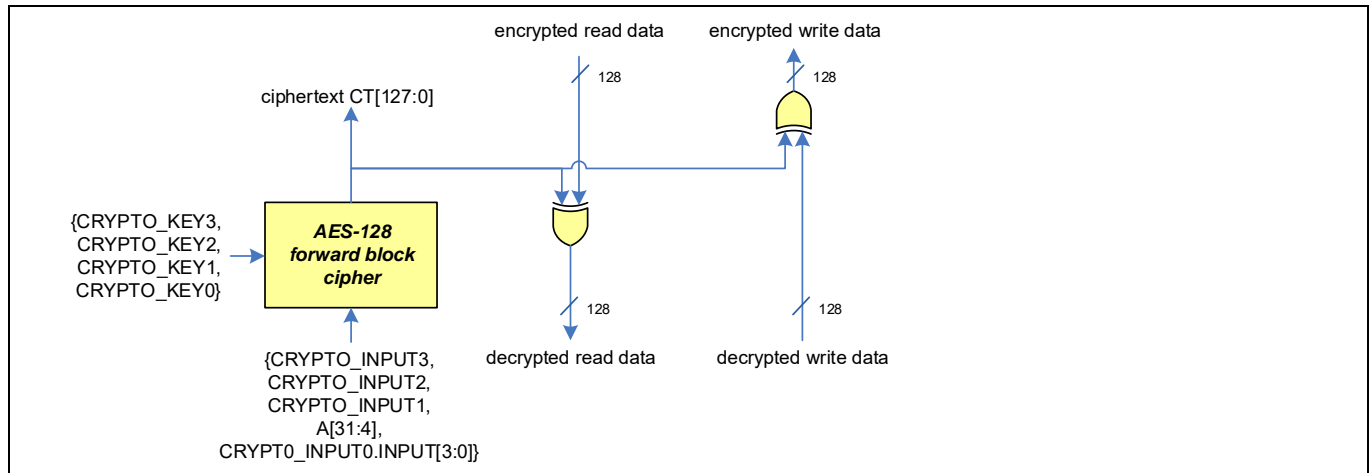 encrypted read data
encrypted write data
128
128
ciphertext CT[127:0]
{CRYPTO_KEY3,
CRYPTO_KEY2,
CRYPTO_KEY1,
CRYPTO_KEY0}
AES-128
forward block
cipher
128
128
decrypted read data
decrypted write data
{CRYPTO_INPUT3,
CRYPTO_INPUT2,
CRYPTO_INPUT1,
A[31:4],
CRYPT0_INPUT0.INPUT[3:0]}